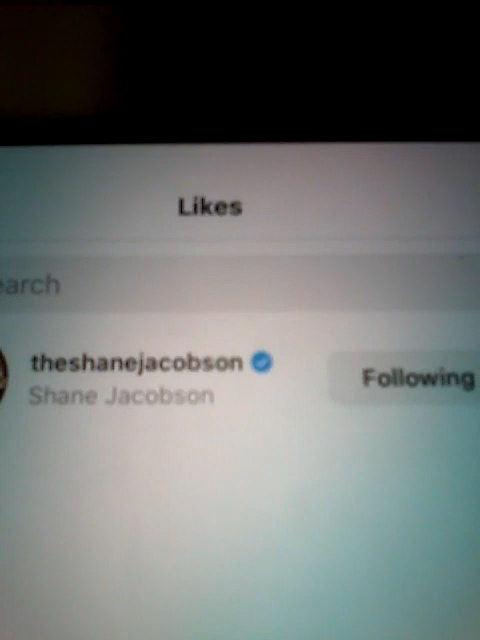 Likes
earch
theshanejacobson
Shane Jacobson
Following